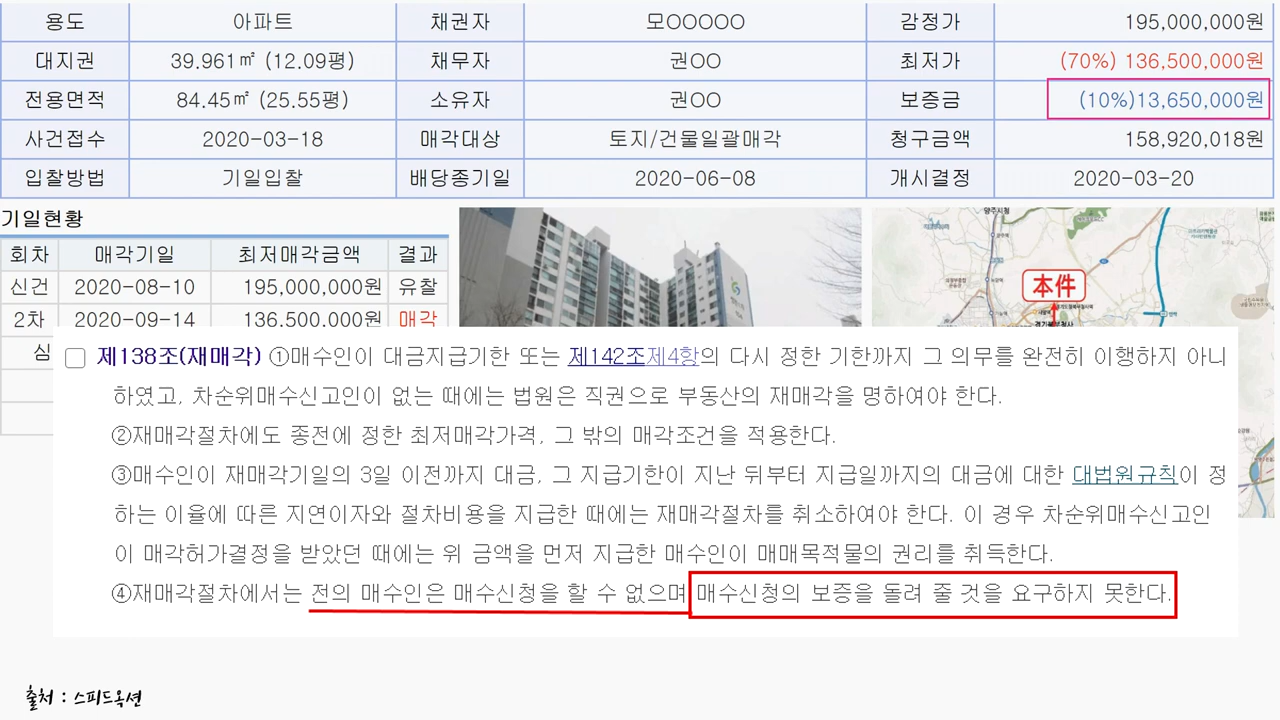 용도 아파트 채권자 모OOOOO 감정가 195,000,000원
대지권 39.961㎡ (12.09평) 채무자 권OO 최저가 (70%) 136,500,000원
전용면적 84.45㎡ (25.55평) 소유자 권OO 보증금 (10%)13,650,000원
사건접수 2020-03-18 매각대상 토지/건물일괄매각 청구금액 158,920,018원
입찰방법 기일입찰 배당종기일 2020-06-08 개시결정 2020-03-20
기일현황
회차 매각기일 최저매각금액 결과
신건 2020-08-10 195,000,000원 유찰
2차 2020-09-14 136,500,000원 매각
양주시청
本件
제138조(재매각) ①매수인이 대금지급기한 또는 제142조제4항의 다시 정한 기한까지 그 의무를 완전히 이행하지 아니
하였고, 차순위매수신고인이 없는 때에는 법원은 직권으로 부동산의 재매각을 명하여야 한다.
②재매각절차에도 종전에 정한 최저매각가격, 그 밖의 매각조건을 적용한다.
③매수인이 재매각기일의 3일 이전까지 대금, 그 지급기한이 지난 뒤부터 지급일까지의 대금에 대한 대법원규칙이 정
하는 이율에 따른 지연이자와 절차비용을 지급한 때에는 재매각절차를 취소하여야 한다. 이 경우 차순위매수신고인
이 매각허가결정을 받았던 때에는 위 금액을 먼저 지급한 매수인이 매매목적물의 권리를 취득한다.
④재매각절차에서는 전의 매수인은 매수신청을 할 수 없으며 매수신청의 보증을 돌려 줄 것을 요구하지 못한다.
출처 : 스피드옥션